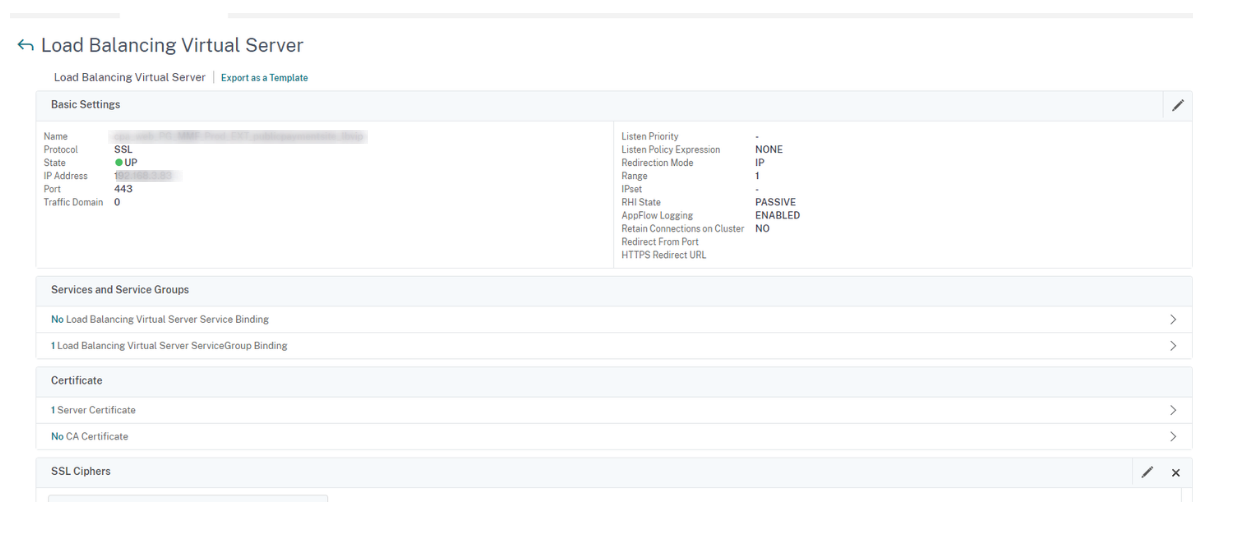 Load Balancing Virtual Server
Load Balancing Virtual Server Export as a Template
Basic Settings
Name
Protocol SSL
State UP
IP Address
Port 443
Traffic Domain 0
Listen Priority -
Listen Policy Expression NONE
Redirection Mode IP
Range 1
IPset -
RHI State PASSIVE
AppFlow Logging ENABLED
Retain Connections on Cluster NO
Redirect From Port
HTTPS Redirect URL
Services and Service Groups
No Load Balancing Virtual Server Service Binding
1 Load Balancing Virtual Server ServiceGroup Binding
Certificate
1 Server Certificate
No CA Certificate
SSL Ciphers